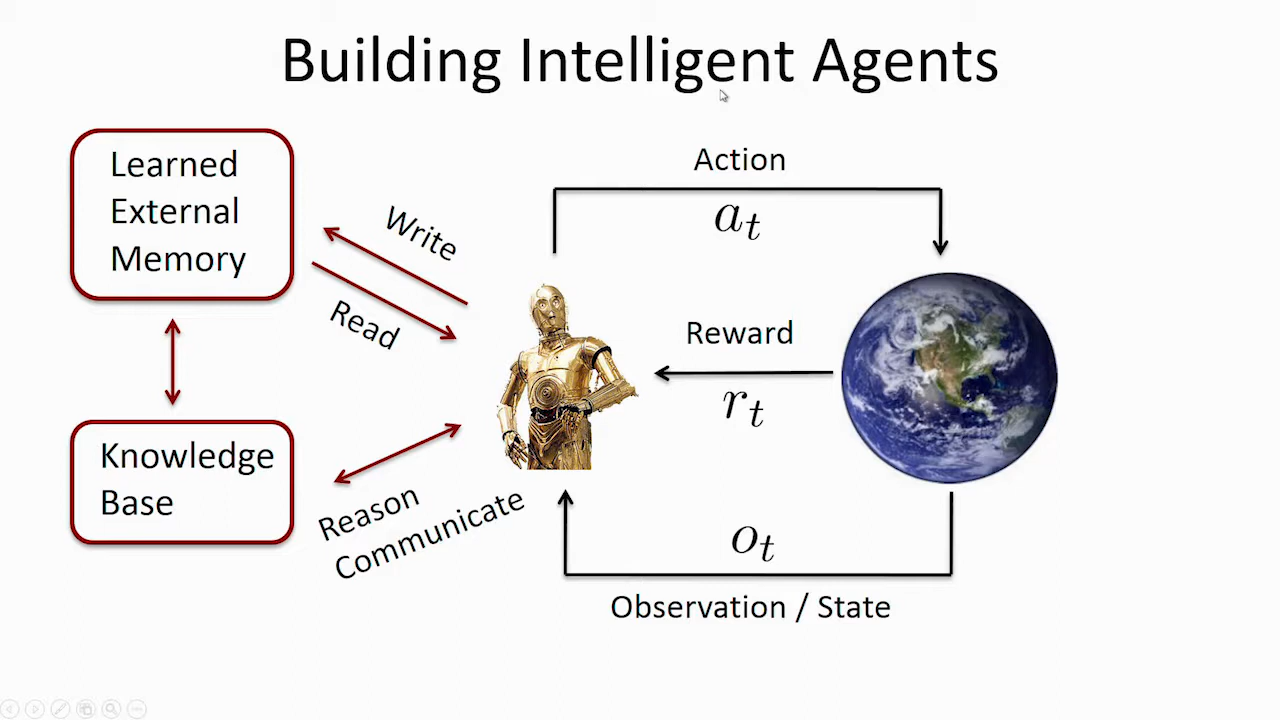 Building Intelligent Agents
Learned
External
Memory
Write
Read
Knowledge
Base
Reason
Communicate
Action
a_t
Reward
r_t
o_t
Observation / State